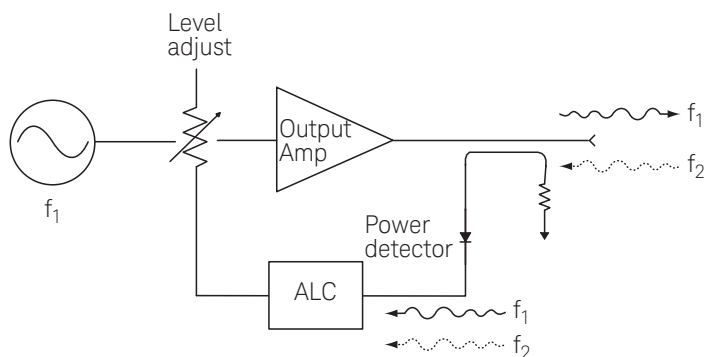 Level
adjust
f₁
Output
Amp
f₁
f₂
Power
detector
ALC
f₁
f₂